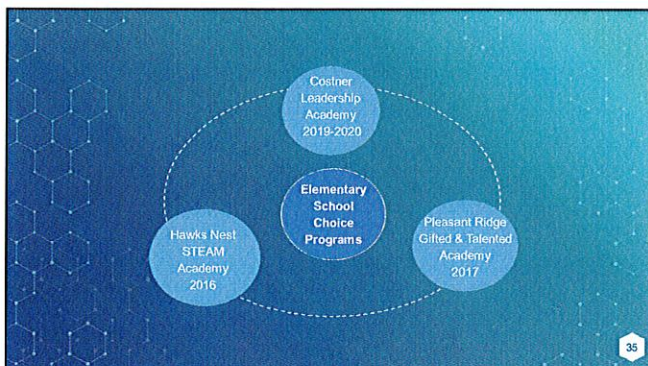 Costner
Leadership
Academy
2019-2020
Elementary
School
Choice
Programs
Hawks Nest
STEAM
Academy
2016
Pleasant Ridge
Gifted & Talented
Academy
2017
35